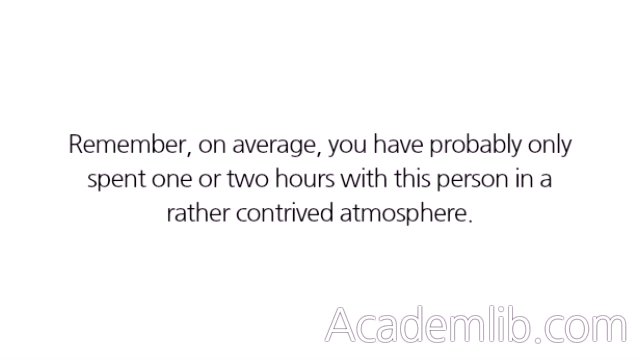 Remember, on average, you have probably only
spent one or two hours with this person in a
rather contrived atmosphere.
Academlib.com